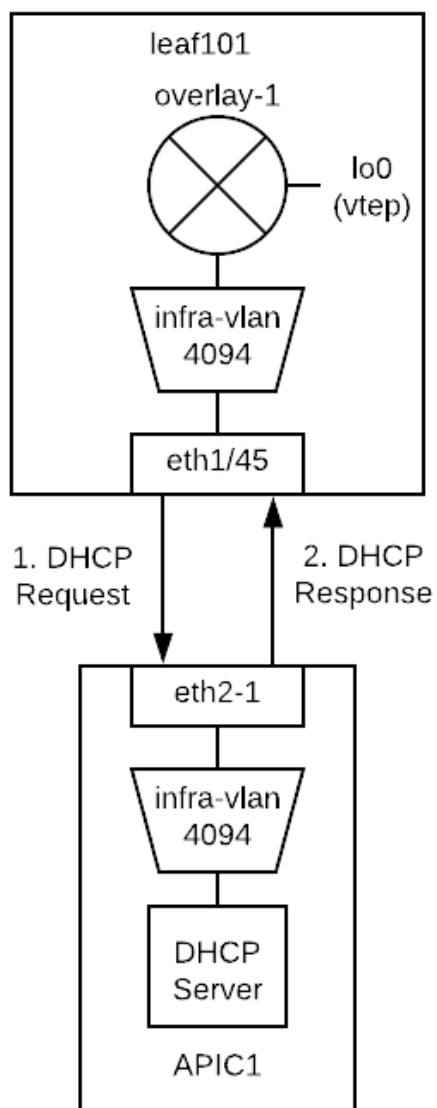 leaf101
overlay-1
lo0
(vtep)
infra-vlan
4094
eth1/45
1. DHCP
Request
2. DHCP
Response
eth2-1
infra-vlan
4094
DHCP
Server
APIC1